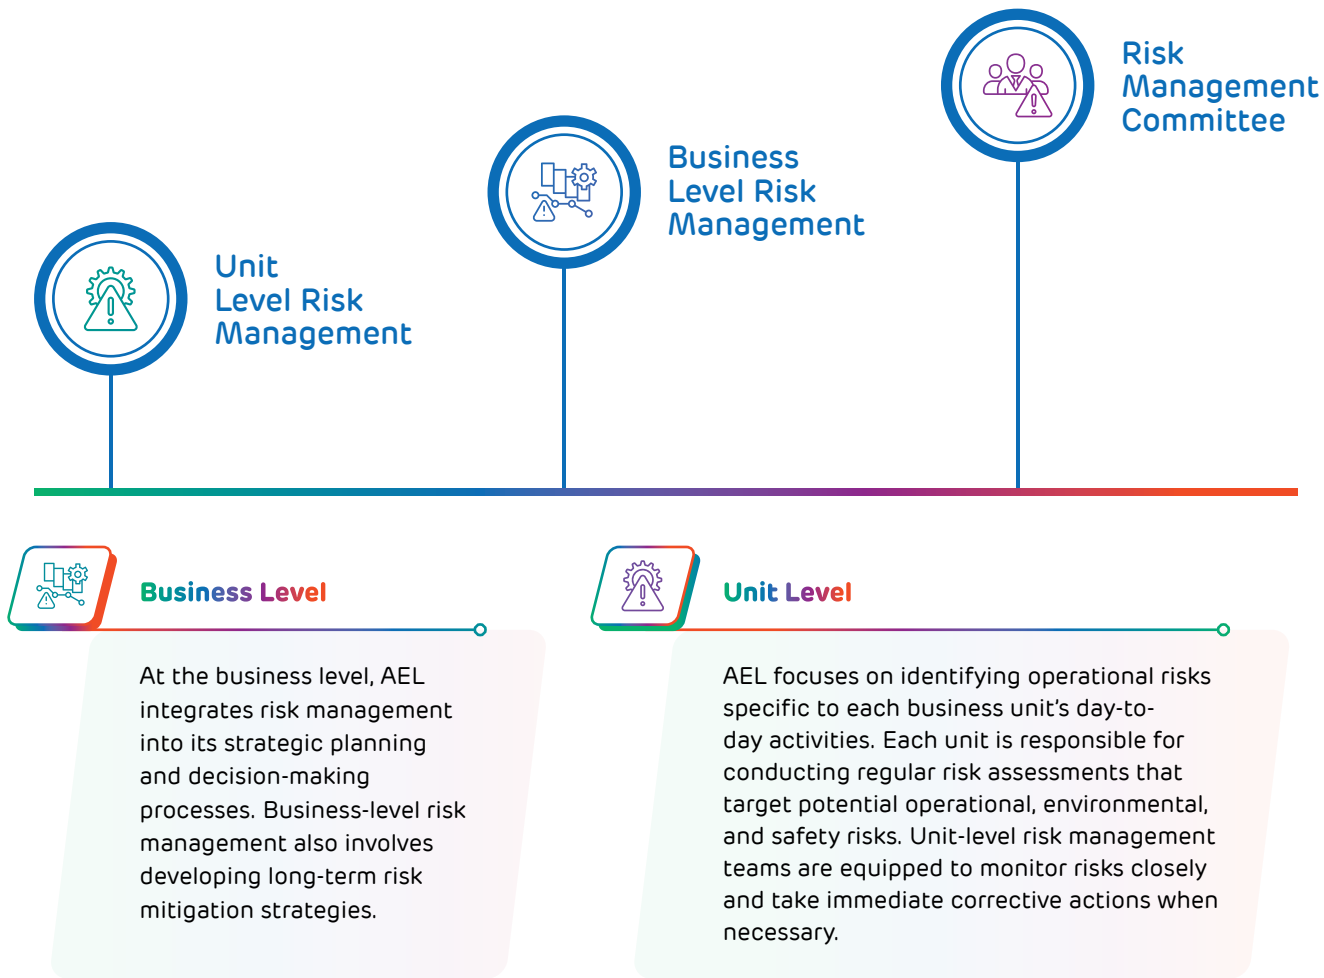 Risk
Management
Committee
Business
Level Risk
Management
Unit
Level Risk
Management
Business Level
At the business level, AEL
integrates risk management
into its strategic planning
and decision-making
processes. Business-level risk
management also involves
developing long-term risk
mitigation strategies.
Unit Level
AEL focuses on identifying operational risks
specific to each business unit's day-to-
day activities. Each unit is responsible for
conducting regular risk assessments that
target potential operational, environmental,
and safety risks. Unit-level risk management
teams are equipped to monitor risks closely
and take immediate corrective actions when
necessary.